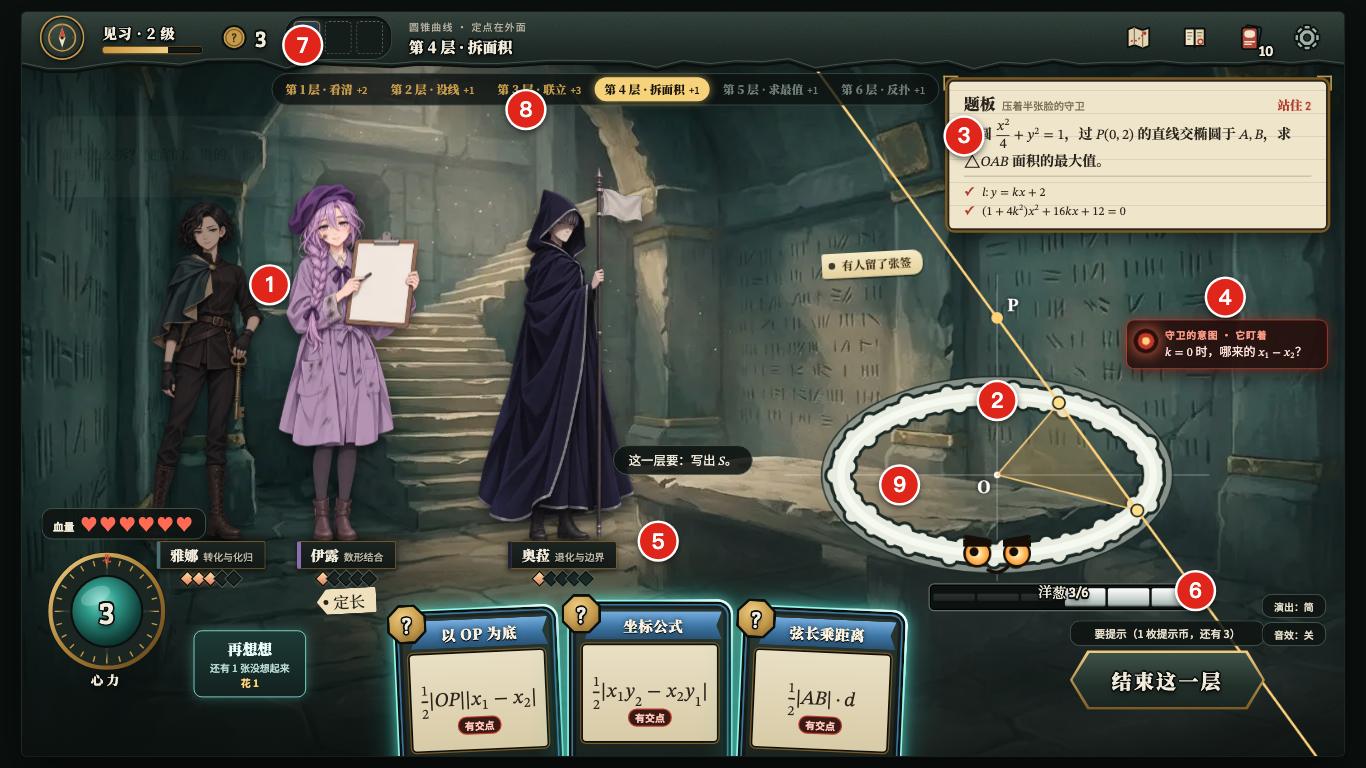 见习 · 2 级
3
7
圆锥曲线 · 定点在外面
第 4 层 · 拆面积
10
第 1 层 · 看清 +2
第 2 层 · 设线 +1
第 3 层 · 联立 +3
第 4 层 · 拆面积 +1
第 5 层 · 求最值 +1
第 6 层 · 反扑 +1
8
题板 压着半张脸的守卫
站住 2
3
圆 x²/4 + y² = 1，过 P(0, 2) 的直线交椭圆于 A, B，求
△OAB 面积的最大值。
✓ l: y = kx + 2
✓ (1 + 4k²)x² + 16kx + 12 = 0
有人留了张签
1
4
P
守卫的意图 · 它盯着
k = 0 时，哪来的 x₁ − x₂?
2
这一层要：写出 S。
9
O
血量
5
雅娜 转化与化归
伊露 数形结合
奥菈 退化与边界
定长
3
心力
再想想
还有 1 张没想起来
花 1
?
以 OP 为底
½|OP||x₁ − x₂|
有交点
?
坐标公式
½|x₁y₂ − x₂y₁|
有交点
?
弦长乘距离
½|AB| · d
有交点
洋葱 3/6
6
演出：简
要提示（1 枚提示币，还有 3）
音效：关
结束这一层